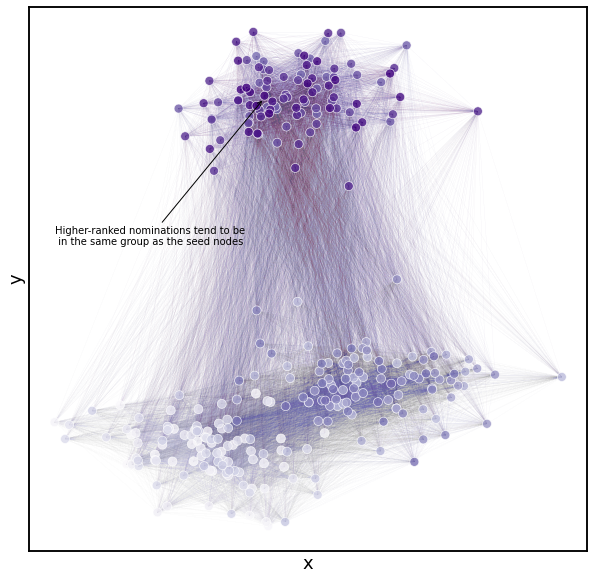 Higher-ranked nominations tend to be
in the same group as the seed nodes
y
x